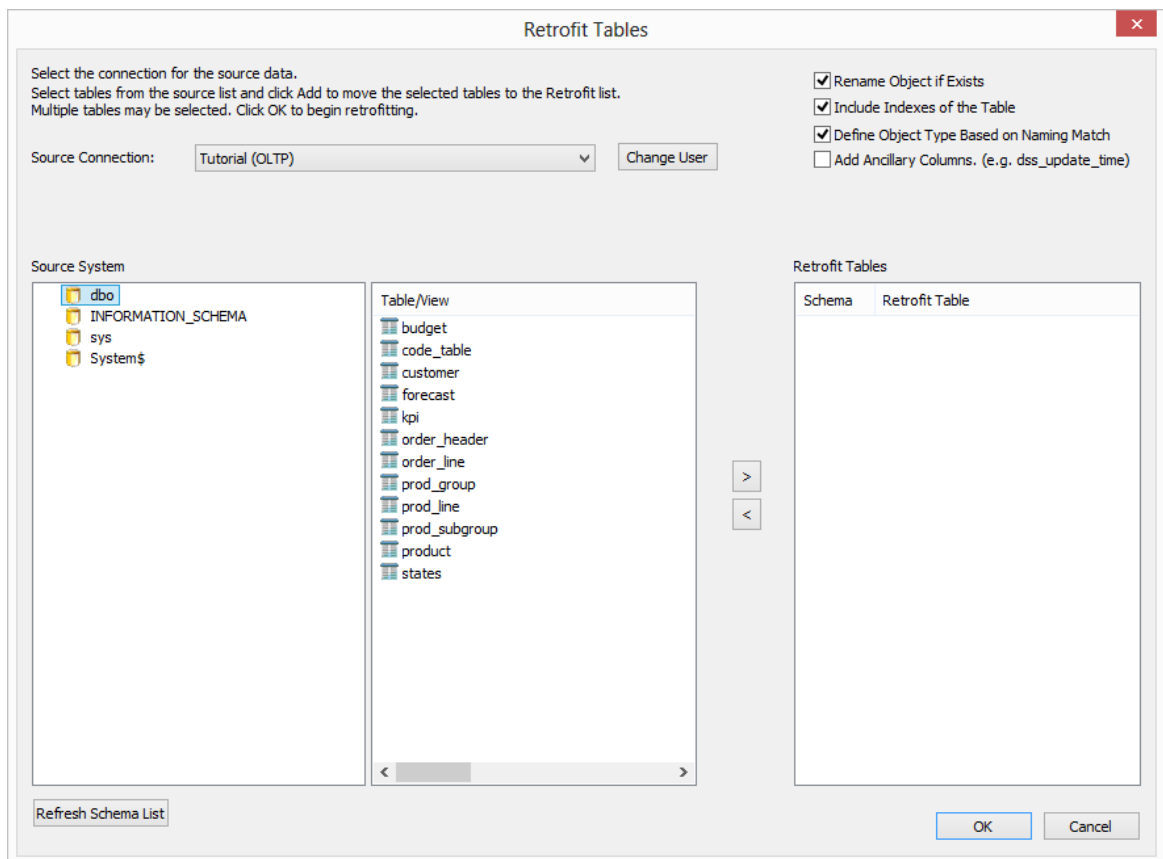 Retrofit Tables
Select the connection for the source data.
Select tables from the source list and click Add to move the selected tables to the Retrofit list.
Multiple tables may be selected. Click OK to begin retrofitting.
Rename Object if Exists
Include Indexes of the Table
Define Object Type Based on Naming Match
Add Ancillary Columns. (e.g. dss_update_time)
Source Connection: Tutorial (OLTP) Change User
Source System
dbo
INFORMATION_SCHEMA
sys
System$
Table/View
budget
code_table
customer
forecast
kpi
order_header
order_line
prod_group
prod_line
prod_subgroup
product
states
>
<
Retrofit Tables
Schema Retrofit Table
Refresh Schema List
OK Cancel